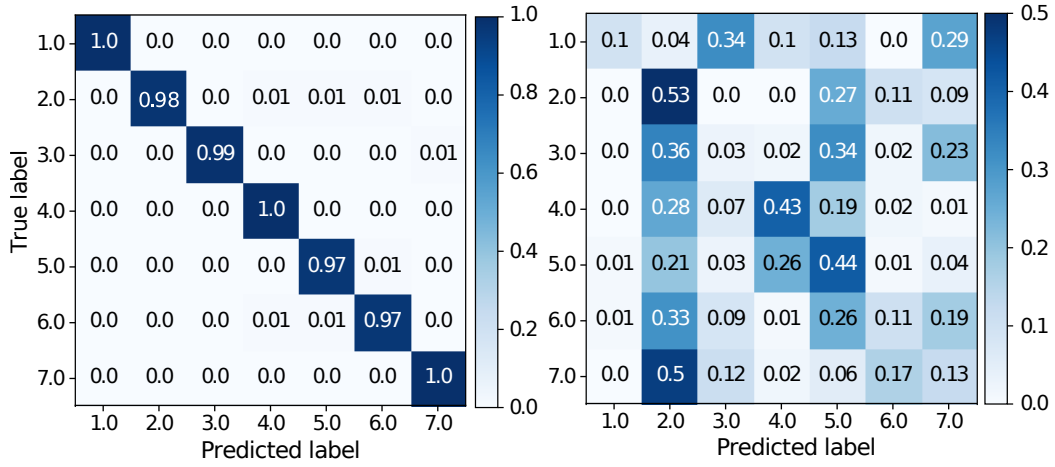 True label
1.0 1.0 0.0 0.0 0.0 0.0 0.0 0.0
2.0 0.0 0.98 0.0 0.01 0.01 0.01 0.0
3.0 0.0 0.0 0.99 0.0 0.0 0.0 0.01
4.0 0.0 0.0 0.0 1.0 0.0 0.0 0.0
5.0 0.0 0.0 0.0 0.0 0.97 0.01 0.0
6.0 0.0 0.0 0.0 0.01 0.01 0.97 0.0
7.0 0.0 0.0 0.0 0.0 0.0 0.0 1.0
1.0 2.0 3.0 4.0 5.0 6.0 7.0
Predicted label
1.0
0.8
0.6
0.4
0.2
0.0
1.0 0.1 0.04 0.34 0.1 0.13 0.0 0.29
2.0 0.0 0.53 0.0 0.0 0.27 0.11 0.09
3.0 0.0 0.36 0.03 0.02 0.34 0.02 0.23
4.0 0.0 0.28 0.07 0.43 0.19 0.02 0.01
5.0 0.01 0.21 0.03 0.26 0.44 0.01 0.04
6.0 0.01 0.33 0.09 0.01 0.26 0.11 0.19
7.0 0.0 0.5 0.12 0.02 0.06 0.17 0.13
1.0 2.0 3.0 4.0 5.0 6.0 7.0
Predicted label
0.5
0.4
0.3
0.2
0.1
0.0